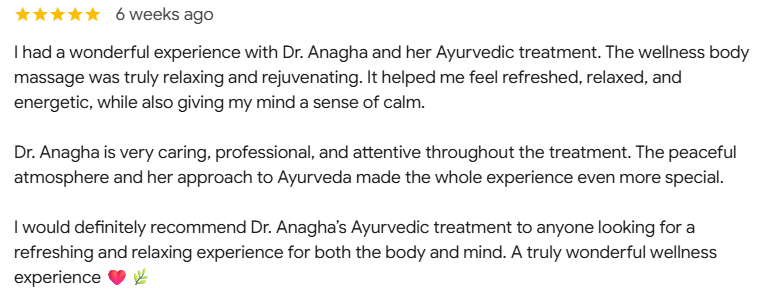 ★★★★★ 6 weeks ago
I had a wonderful experience with Dr. Anagha and her Ayurvedic treatment. The wellness body
massage was truly relaxing and rejuvenating. It helped me feel refreshed, relaxed, and
energetic, while also giving my mind a sense of calm.
Dr. Anagha is very caring, professional, and attentive throughout the treatment. The peaceful
atmosphere and her approach to Ayurveda made the whole experience even more special.
I would definitely recommend Dr. Anagha’s Ayurvedic treatment to anyone looking for a
refreshing and relaxing experience for both the body and mind. A truly wonderful wellness
experience ❤️ 🌿